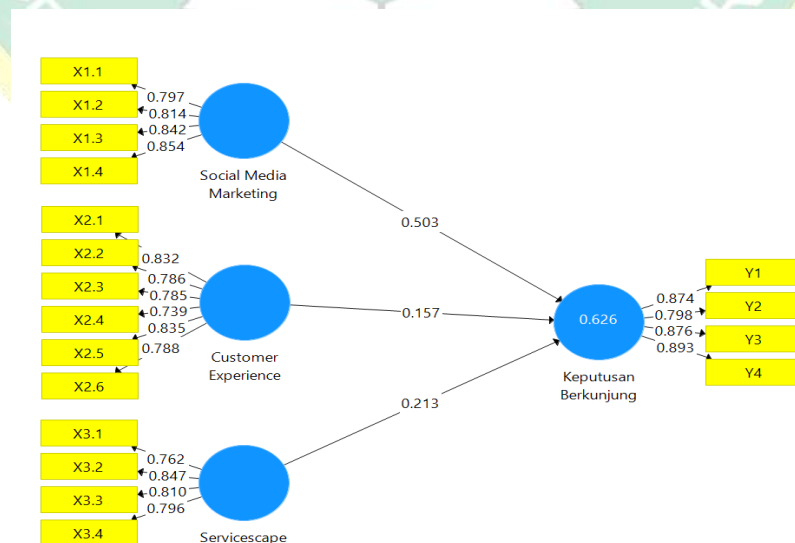 X1.1
X1.2
X1.3
X1.4
0.797
0.814
0.842
0.854
Social Media
Marketing
0.503
X2.1
X2.2
X2.3
X2.4
X2.5
X2.6
0.832
0.786
0.785
0.739
0.835
0.788
Customer
Experience
0.157
X3.1
X3.2
X3.3
X3.4
0.762
0.847
0.810
0.796
Servicescape
0.213
0.626
Keputusan
Berkunjung
0.874
0.798
0.876
0.893
Y1
Y2
Y3
Y4